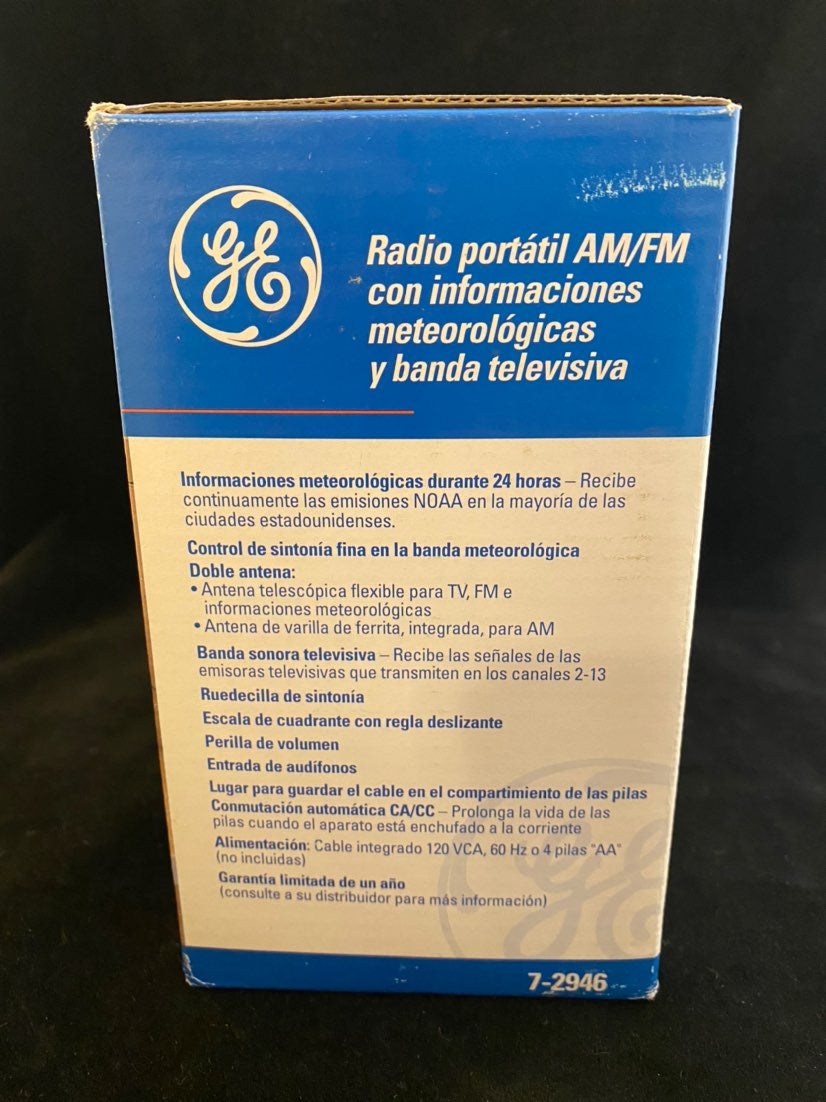 GE
Radio portátil AM/FM
con informaciones
meteorológicas
y banda televisiva
Informaciones meteorológicas durante 24 horas – Recibe
continuamente las emisiones NOAA en la mayoría de las
ciudades estadounidenses.
Control de sintonía fina en la banda meteorológica
Doble antena:
• Antena telescópica flexible para TV, FM e
informaciones meteorológicas
• Antena de varilla de ferrita, integrada, para AM
Banda sonora televisiva – Recibe las señales de las
emisoras televisivas que transmiten en los canales 2-13
Ruedecilla de sintonía
Escala de cuadrante con regla deslizante
Perilla de volumen
Entrada de audífonos
Lugar para guardar el cable en el compartimiento de las pilas
Conmutación automática CA/CC – Prolonga la vida de las
pilas cuando el aparato está enchufado a la corriente
Alimentación: Cable integrado 120 VCA, 60 Hz o 4 pilas "AA"
(no incluidas)
Garantía limitada de un año
(consulte a su distribuidor para más información)
GE
7-2946